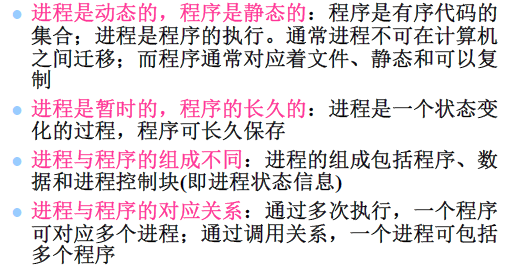 进程是动态的，程序是静态的：程序是有序代码的
集合；进程是程序的执行。通常进程不可在计算机
之间迁移；而程序通常对应着文件、静态和可以复
制
进程是暂时的，程序的长久的：进程是一个状态变
化的过程，程序可长久保存
进程与程序的组成不同：进程的组成包括程序、数
据和进程控制块(即进程状态信息)
进程与程序的对应关系：通过多次执行，一个程序
可对应多个进程；通过调用关系，一个进程可包括
多个程序